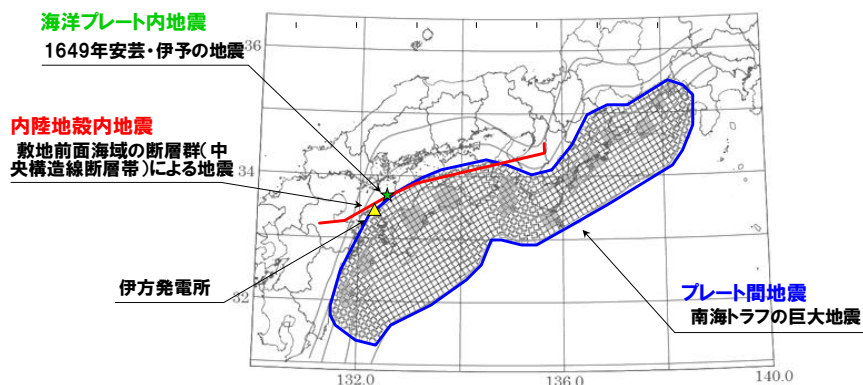 海洋プレート内地震
1649年安芸・伊予の地震
内陸地殻内地震
敷地前面海域の断層群(中
央構造線断層帯)による地震
伊方発電所
プレート間地震
南海トラフの巨大地震
36
34
32
132.0
136.0
140.0